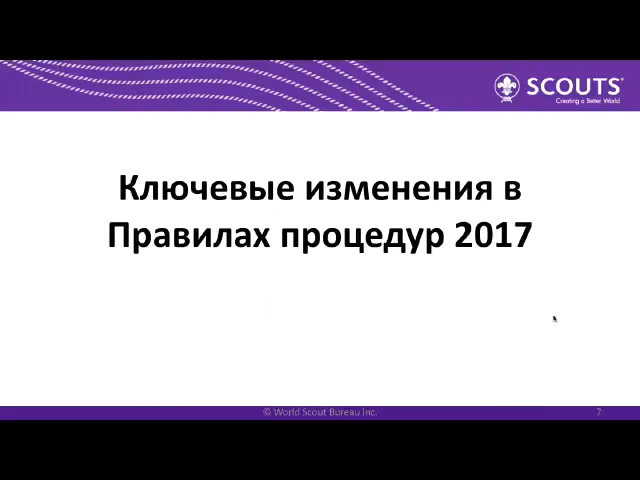 SCOUTS
Creating a Better World
Ключевые изменения в
Правилах процедур 2017
© World Scout Bureau Inc.
7